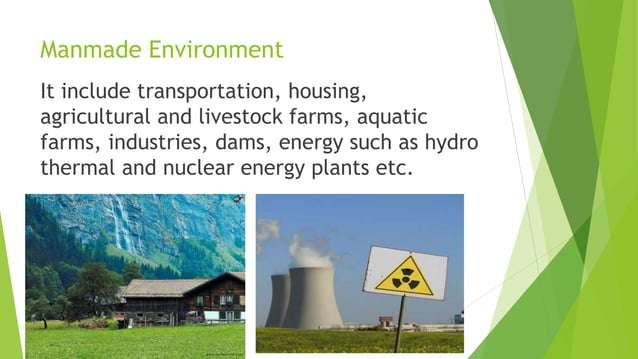 Manmade Environment
It include transportation, housing,
agricultural and livestock farms, aquatic
farms, industries, dams, energy such as hydro
thermal and nuclear energy plants etc.